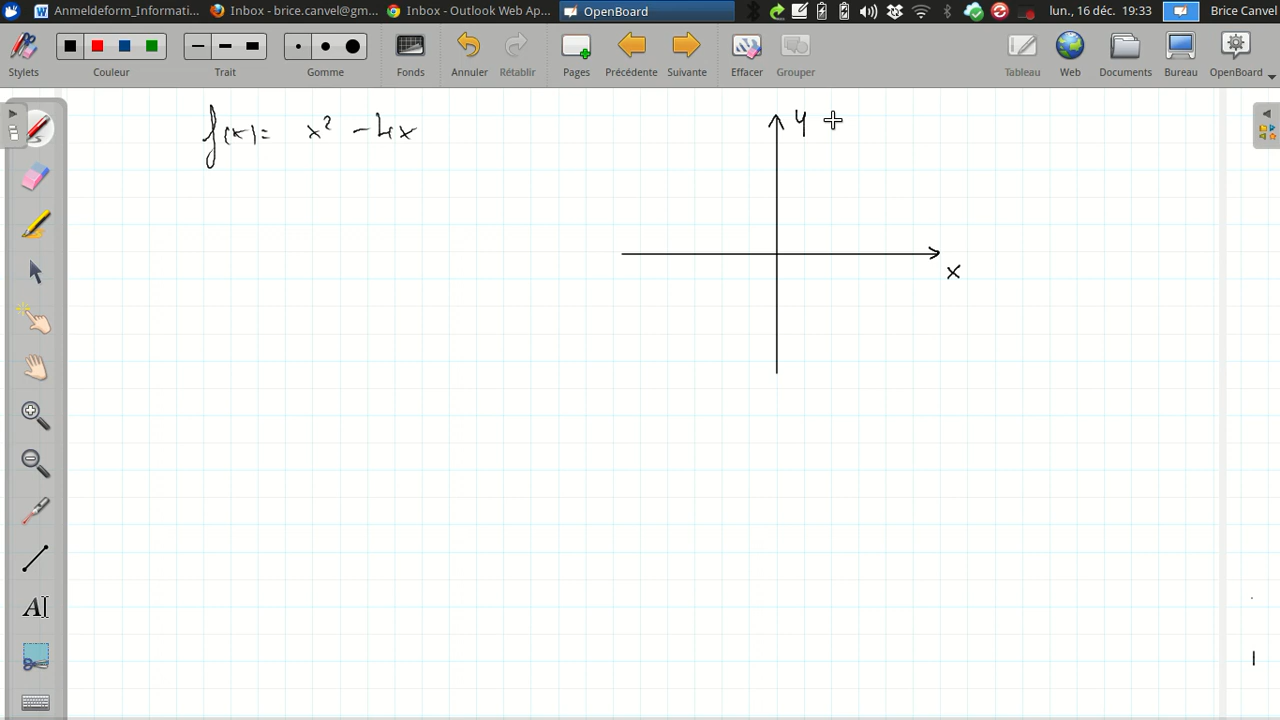 Anmeldeform_Informati... Inbox - brice.canvel@gm... Inbox - Outlook Web Ap... OpenBoard lun., 16 déc. 19:33 Brice Canvel
Stylets Couleur Trait Gomme Fonds Annuler Rétablir Pages Précédente Suivante Effacer Grouper Tableau Web Documents Bureau OpenBoard
f(x)= x² -4x
y
x
1